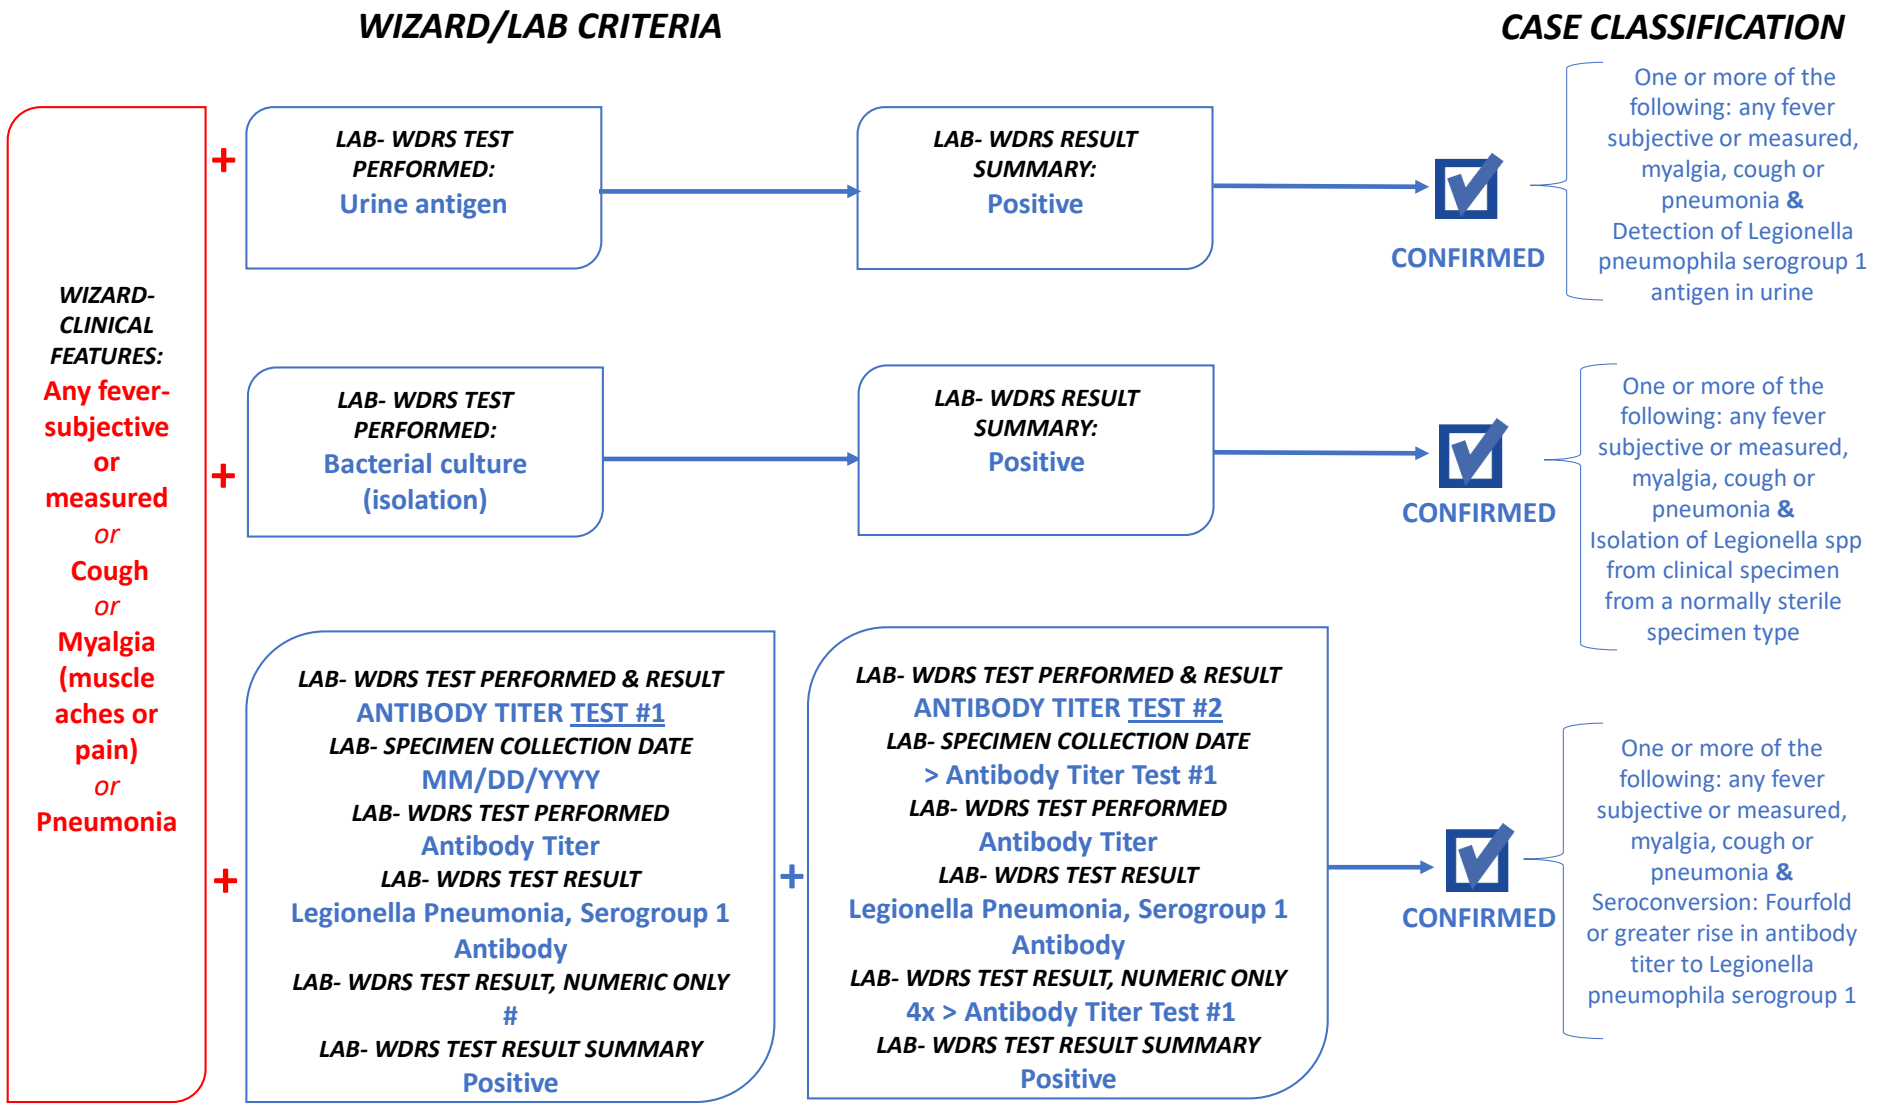 WIZARD/LAB CRITERIA
CASE CLASSIFICATION
WIZARD-
CLINICAL
FEATURES:
Any fever-
subjective
or
measured
or
Cough
or
Myalgia
(muscle
aches or
pain)
or
Pneumonia
+
LAB- WDRS TEST
PERFORMED:
Urine antigen
LAB- WDRS RESULT
SUMMARY:
Positive
CONFIRMED
One or more of the
following: any fever
subjective or measured,
myalgia, cough or
pneumonia &
Detection of Legionella
pneumophila serogroup 1
antigen in urine
+
LAB- WDRS TEST
PERFORMED:
Bacterial culture
(isolation)
LAB- WDRS RESULT
SUMMARY:
Positive
CONFIRMED
One or more of the
following: any fever
subjective or measured,
myalgia, cough or
pneumonia &
Isolation of Legionella spp
from clinical specimen
from a normally sterile
specimen type
+
LAB- WDRS TEST PERFORMED & RESULT
ANTIBODY TITER TEST #1
LAB- SPECIMEN COLLECTION DATE
MM/DD/YYYY
LAB- WDRS TEST PERFORMED
Antibody Titer
LAB- WDRS TEST RESULT
Legionella Pneumonia, Serogroup 1
Antibody
LAB- WDRS TEST RESULT, NUMERIC ONLY
#
LAB- WDRS TEST RESULT SUMMARY
Positive
+
LAB- WDRS TEST PERFORMED & RESULT
ANTIBODY TITER TEST #2
LAB- SPECIMEN COLLECTION DATE
> Antibody Titer Test #1
LAB- WDRS TEST PERFORMED
Antibody Titer
LAB- WDRS TEST RESULT
Legionella Pneumonia, Serogroup 1
Antibody
LAB- WDRS TEST RESULT, NUMERIC ONLY
4x > Antibody Titer Test #1
LAB- WDRS TEST RESULT SUMMARY
Positive
CONFIRMED
One or more of the
following: any fever
subjective or measured,
myalgia, cough or
pneumonia &
Seroconversion: Fourfold
or greater rise in antibody
titer to Legionella
pneumophila serogroup 1